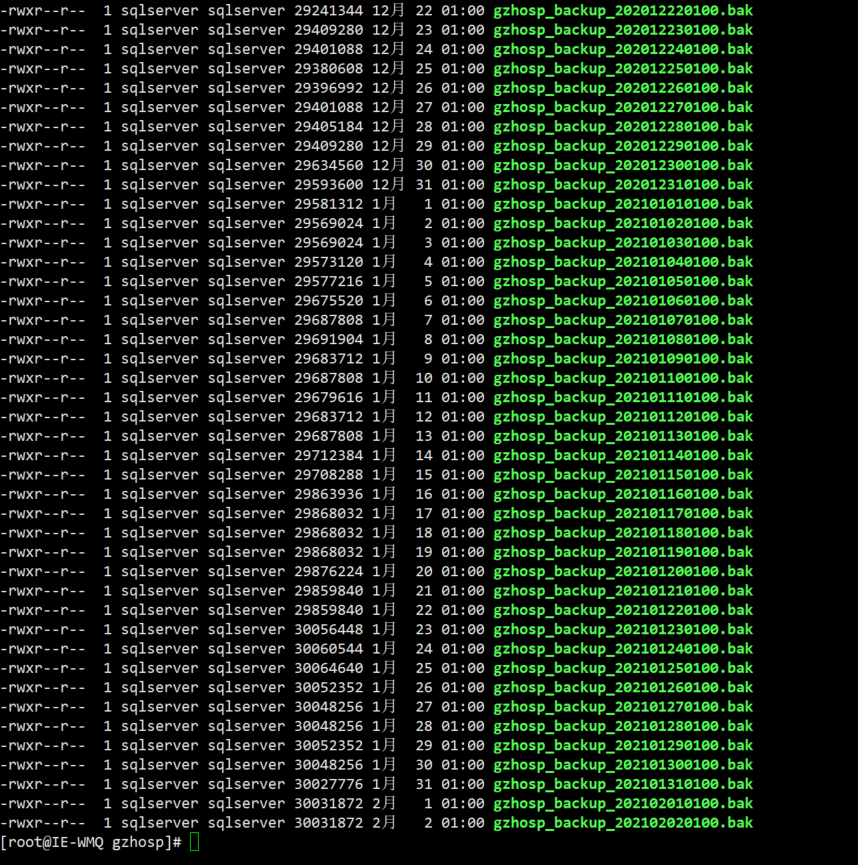 -rwxr--r--  1 sqlserver sqlserver 29241344 12月 22 01:00 gzhosp_backup_202012220100.bak
-rwxr--r--  1 sqlserver sqlserver 29409280 12月 23 01:00 gzhosp_backup_202012230100.bak
-rwxr--r--  1 sqlserver sqlserver 29401088 12月 24 01:00 gzhosp_backup_202012240100.bak
-rwxr--r--  1 sqlserver sqlserver 29380608 12月 25 01:00 gzhosp_backup_202012250100.bak
-rwxr--r--  1 sqlserver sqlserver 29396992 12月 26 01:00 gzhosp_backup_202012260100.bak
-rwxr--r--  1 sqlserver sqlserver 29401088 12月 27 01:00 gzhosp_backup_202012270100.bak
-rwxr--r--  1 sqlserver sqlserver 29405184 12月 28 01:00 gzhosp_backup_202012280100.bak
-rwxr--r--  1 sqlserver sqlserver 29409280 12月 29 01:00 gzhosp_backup_202012290100.bak
-rwxr--r--  1 sqlserver sqlserver 29634560 12月 30 01:00 gzhosp_backup_202012300100.bak
-rwxr--r--  1 sqlserver sqlserver 29593600 12月 31 01:00 gzhosp_backup_202012310100.bak
-rwxr--r--  1 sqlserver sqlserver 29581312 1月   1 01:00 gzhosp_backup_202101010100.bak
-rwxr--r--  1 sqlserver sqlserver 29569024 1月   2 01:00 gzhosp_backup_202101020100.bak
-rwxr--r--  1 sqlserver sqlserver 29569024 1月   3 01:00 gzhosp_backup_202101030100.bak
-rwxr--r--  1 sqlserver sqlserver 29573120 1月   4 01:00 gzhosp_backup_202101040100.bak
-rwxr--r--  1 sqlserver sqlserver 29577216 1月   5 01:00 gzhosp_backup_202101050100.bak
-rwxr--r--  1 sqlserver sqlserver 29675520 1月   6 01:00 gzhosp_backup_202101060100.bak
-rwxr--r--  1 sqlserver sqlserver 29687808 1月   7 01:00 gzhosp_backup_202101070100.bak
-rwxr--r--  1 sqlserver sqlserver 29691904 1月   8 01:00 gzhosp_backup_202101080100.bak
-rwxr--r--  1 sqlserver sqlserver 29683712 1月   9 01:00 gzhosp_backup_202101090100.bak
-rwxr--r--  1 sqlserver sqlserver 29687808 1月  10 01:00 gzhosp_backup_202101100100.bak
-rwxr--r--  1 sqlserver sqlserver 29679616 1月  11 01:00 gzhosp_backup_202101110100.bak
-rwxr--r--  1 sqlserver sqlserver 29683712 1月  12 01:00 gzhosp_backup_202101120100.bak
-rwxr--r--  1 sqlserver sqlserver 29687808 1月  13 01:00 gzhosp_backup_202101130100.bak
-rwxr--r--  1 sqlserver sqlserver 29712384 1月  14 01:00 gzhosp_backup_202101140100.bak
-rwxr--r--  1 sqlserver sqlserver 29708288 1月  15 01:00 gzhosp_backup_202101150100.bak
-rwxr--r--  1 sqlserver sqlserver 29863936 1月  16 01:00 gzhosp_backup_202101160100.bak
-rwxr--r--  1 sqlserver sqlserver 29868032 1月  17 01:00 gzhosp_backup_202101170100.bak
-rwxr--r--  1 sqlserver sqlserver 29868032 1月  18 01:00 gzhosp_backup_202101180100.bak
-rwxr--r--  1 sqlserver sqlserver 29868032 1月  19 01:00 gzhosp_backup_202101190100.bak
-rwxr--r--  1 sqlserver sqlserver 29876224 1月  20 01:00 gzhosp_backup_202101200100.bak
-rwxr--r--  1 sqlserver sqlserver 29859840 1月  21 01:00 gzhosp_backup_202101210100.bak
-rwxr--r--  1 sqlserver sqlserver 29859840 1月  22 01:00 gzhosp_backup_202101220100.bak
-rwxr--r--  1 sqlserver sqlserver 30056448 1月  23 01:00 gzhosp_backup_202101230100.bak
-rwxr--r--  1 sqlserver sqlserver 30060544 1月  24 01:00 gzhosp_backup_202101240100.bak
-rwxr--r--  1 sqlserver sqlserver 30064640 1月  25 01:00 gzhosp_backup_202101250100.bak
-rwxr--r--  1 sqlserver sqlserver 30052352 1月  26 01:00 gzhosp_backup_202101260100.bak
-rwxr--r--  1 sqlserver sqlserver 30048256 1月  27 01:00 gzhosp_backup_202101270100.bak
-rwxr--r--  1 sqlserver sqlserver 30048256 1月  28 01:00 gzhosp_backup_202101280100.bak
-rwxr--r--  1 sqlserver sqlserver 30052352 1月  29 01:00 gzhosp_backup_202101290100.bak
-rwxr--r--  1 sqlserver sqlserver 30048256 1月  30 01:00 gzhosp_backup_202101300100.bak
-rwxr--r--  1 sqlserver sqlserver 30027776 1月  31 01:00 gzhosp_backup_202101310100.bak
-rwxr--r--  1 sqlserver sqlserver 30031872 2月   1 01:00 gzhosp_backup_202102010100.bak
-rwxr--r--  1 sqlserver sqlserver 30031872 2月   2 01:00 gzhosp_backup_202102020100.bak
[root@IE-WMQ gzhosp]#